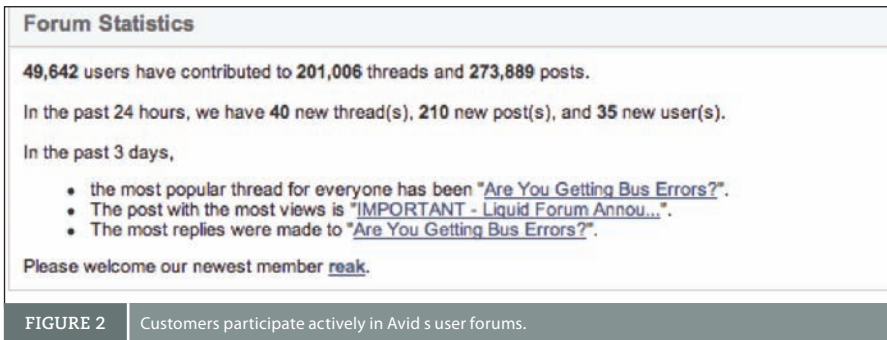 Forum Statistics
49,642 users have contributed to 201,006 threads and 273,889 posts.
In the past 24 hours, we have 40 new thread(s), 210 new post(s), and 35 new user(s).
In the past 3 days,
• the most popular thread for everyone has been "Are You Getting Bus Errors?".
• The post with the most views is "IMPORTANT - Liquid Forum Annou...".
• The most replies were made to "Are You Getting Bus Errors?".
Please welcome our newest member reak.
FIGURE 2 Customers participate actively in Avid s user forums.